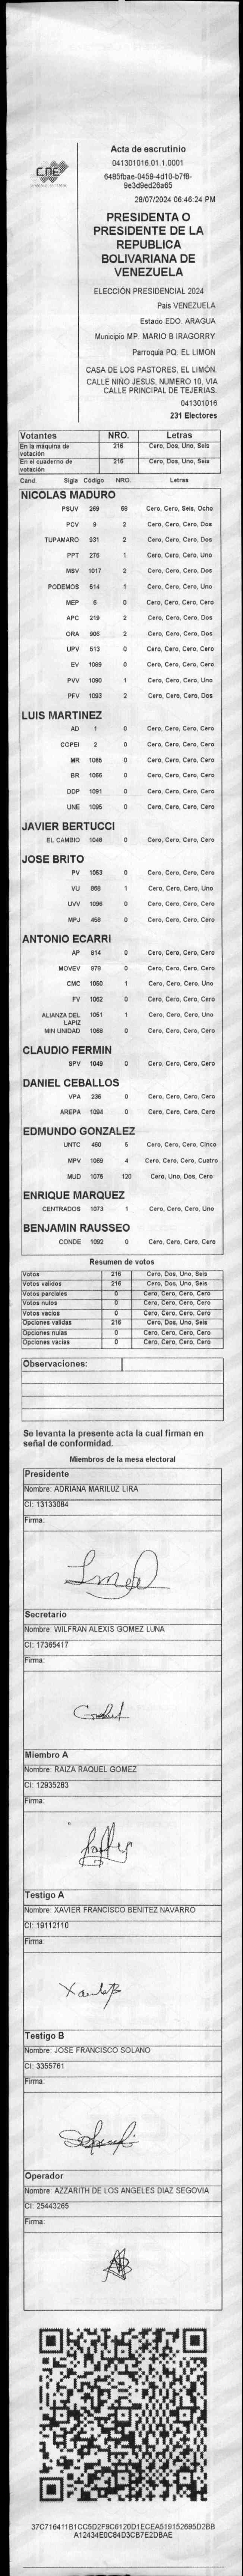 CNE
Acta de escrutinio
041301016.01.1.0001
6485fbae-0459-4d10-b7f8-
9e3d9ed26a65
28/07/2024 06:46:24 PM
PRESIDENTA O
PRESIDENTE DE LA
REPUBLICA
BOLIVARIANA DE
VENEZUELA
ELECCIÓN PRESIDENCIAL 2024
Pais VENEZUELA
Estado EDO. ARAGUA
Municipio MP. MARIO B IRAGORRY
Parroquia PQ. EL LIMÓN
CASA DE LOS PASTORES, EL LIMÓN.
CALLE NIÑO JESUS, NUMERO 10, VIA
CALLE PRINCIPAL DE TEJERIAS.
041301016
231 Electores
Votantes NRO. Letras
En la máquina de votación 216 Cero, Dos, Uno, Seis
En el cuaderno de votación 216 Cero, Dos, Uno, Seis
Cand. Sigla Código NRO. Letras
NICOLAS MADURO
PSUV 269 68 Cero, Cero, Seis, Ocho
PCV 9 2 Cero, Cero, Cero, Dos
TUPAMARO 931 2 Cero, Cero, Cero, Dos
PPT 276 1 Cero, Cero, Cero, Uno
MSV 1017 2 Cero, Cero, Cero, Dos
PODEMOS 514 1 Cero, Cero, Cero, Uno
MEP 6 0 Cero, Cero, Cero, Cero
APC 219 2 Cero, Cero, Cero, Dos
ORA 906 2 Cero, Cero, Cero, Dos
UPV 513 0 Cero, Cero, Cero, Cero
EV 1089 0 Cero, Cero, Cero, Cero
PVV 1090 1 Cero, Cero, Cero, Uno
PFV 1093 2 Cero, Cero, Cero, Dos
LUIS MARTINEZ
AD 1 0 Cero, Cero, Cero, Cero
COPEI 2 0 Cero, Cero, Cero, Cero
MR 1065 0 Cero, Cero, Cero, Cero
BR 1066 0 Cero, Cero, Cero, Cero
DDP 1091 0 Cero, Cero, Cero, Cero
UNE 1095 0 Cero, Cero, Cero, Cero
JAVIER BERTUCCI
EL CAMBIO 1048 0 Cero, Cero, Cero, Cero
JOSE BRITO
PV 1053 0 Cero, Cero, Cero, Cero
VU 868 1 Cero, Cero, Cero, Uno
UVV 1096 0 Cero, Cero, Cero, Cero
MPJ 458 0 Cero, Cero, Cero, Cero
ANTONIO ECARRI
AP 814 0 Cero, Cero, Cero, Cero
MOVEV 878 0 Cero, Cero, Cero, Cero
CMC 1050 1 Cero, Cero, Cero, Uno
FV 1062 0 Cero, Cero, Cero, Cero
ALIANZA DEL LAPIZ 1051 1 Cero, Cero, Cero, Uno
MIN UNIDAD 1068 0 Cero, Cero, Cero, Cero
CLAUDIO FERMIN
SPV 1049 0 Cero, Cero, Cero, Cero
DANIEL CEBALLOS
VPA 236 0 Cero, Cero, Cero, Cero
AREPA 1094 0 Cero, Cero, Cero, Cero
EDMUNDO GONZALEZ
UNTC 460 5 Cero, Cero, Cero, Cinco
MPV 1069 4 Cero, Cero, Cero, Cuatro
MUD 1075 120 Cero, Uno, Dos, Cero
ENRIQUE MARQUEZ
CENTRADOS 1073 1 Cero, Cero, Cero, Uno
BENJAMIN RAUSSEO
CONDE 1092 0 Cero, Cero, Cero, Cero
Resumen de votos
Votos 216 Cero, Dos, Uno, Seis
Votos validos 216 Cero, Dos, Uno, Seis
Votos parciales 0 Cero, Cero, Cero, Cero
Votos nulos 0 Cero, Cero, Cero, Cero
Votos vacios 0 Cero, Cero, Cero, Cero
Opciones validas 216 Cero, Dos, Uno, Seis
Opciones nulas 0 Cero, Cero, Cero, Cero
Opciones vacias 0 Cero, Cero, Cero, Cero
Observaciones:
Se levanta la presente acta la cual firman en
señal de conformidad.
Miembros de la mesa electoral
Presidente
Nombre: ADRIANA MARILUZ LIRA
CI: 13133084
Firma:
Secretario
Nombre: WILFRAN ALEXIS GOMEZ LUNA
CI: 17365417
Firma:
Miembro A
Nombre: RAIZA RAQUEL GOMEZ
CI: 12935283
Firma:
Testigo A
Nombre: XAVIER FRANCISCO BENITEZ NAVARRO
CI: 19112110
Firma:
Testigo B
Nombre: JOSE FRANCISCO SOLANO
CI: 3355761
Firma:
Operador
Nombre: AZZARITH DE LOS ANGELES DIAZ SEGOVIA
CI: 25443265
Firma:
37C716411B1CC5D2F9C6120D1ECEA519152695D2BB
A12434E0C84D3CB7E2DBAE